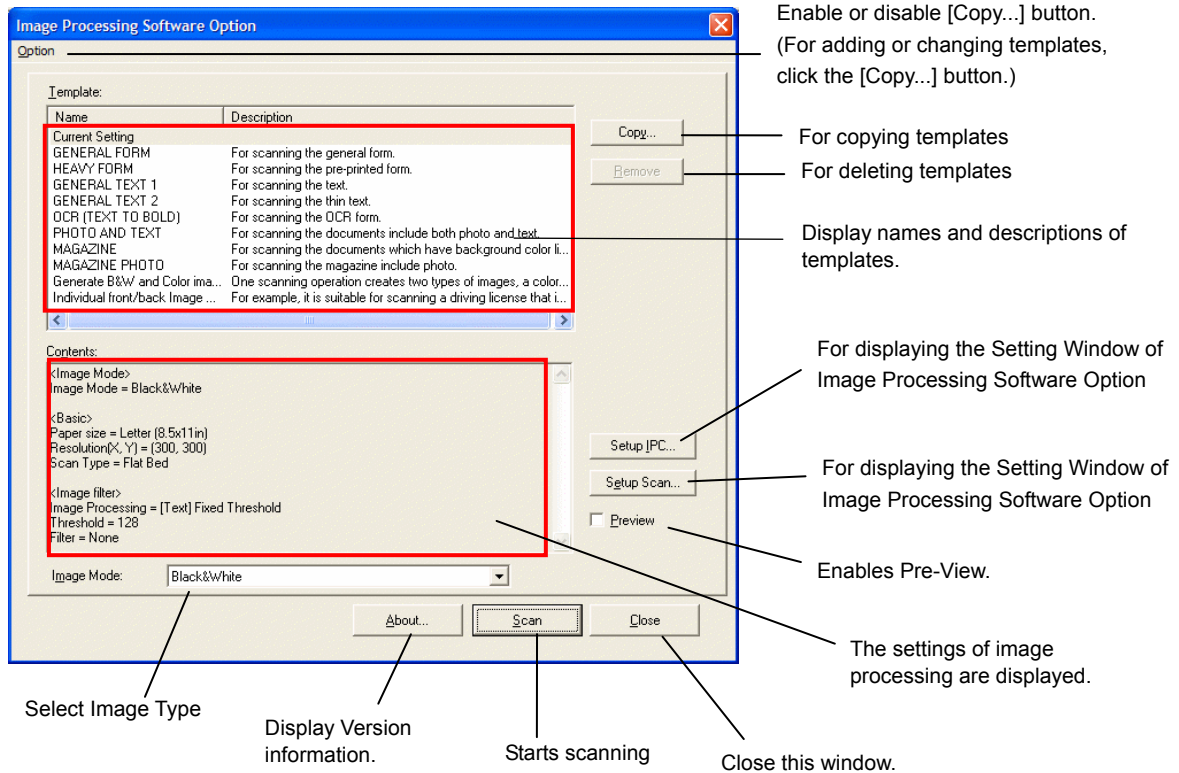 Image Processing Software Option
Option
Enable or disable [Copy...] button.
(For adding or changing templates,
click the [Copy...] button.)
Template:
Name Description
Current Setting
GENERAL FORM For scanning the general form.
HEAVY FORM For scanning the pre-printed form.
GENERAL TEXT 1 For scanning the text.
GENERAL TEXT 2 For scanning the thin text.
OCR (TEXT TO BOLD) For scanning the OCR form.
PHOTO AND TEXT For scanning the documents include both photo and text.
MAGAZINE For scanning the documents which have background color li...
MAGAZINE PHOTO For scanning the magazine include photo.
Generate B&W and Color ima... One scanning operation creates two types of images, a color...
Individual front/back Image ... For example, it is suitable for scanning a driving license that i...
Copy...
For copying templates
Remove
For deleting templates
Display names and descriptions of
templates.
Contents:
<Image Mode>
Image Mode = Black&White
<Basic>
Paper size = Letter (8.5x11in)
Resolution(X, Y) = (300, 300)
Scan Type = Flat Bed
<Image filter>
Image Processing = [Text] Fixed Threshold
Threshold = 128
Filter = None
For displaying the Setting Window of
Image Processing Software Option
Setup IPC...
Setup Scan...
For displaying the Setting Window of
Image Processing Software Option
Preview
Enables Pre-View.
Image Mode: Black&White
About... Scan Close
The settings of image
processing are displayed.
Select Image Type
Display Version
information.
Starts scanning
Close this window.